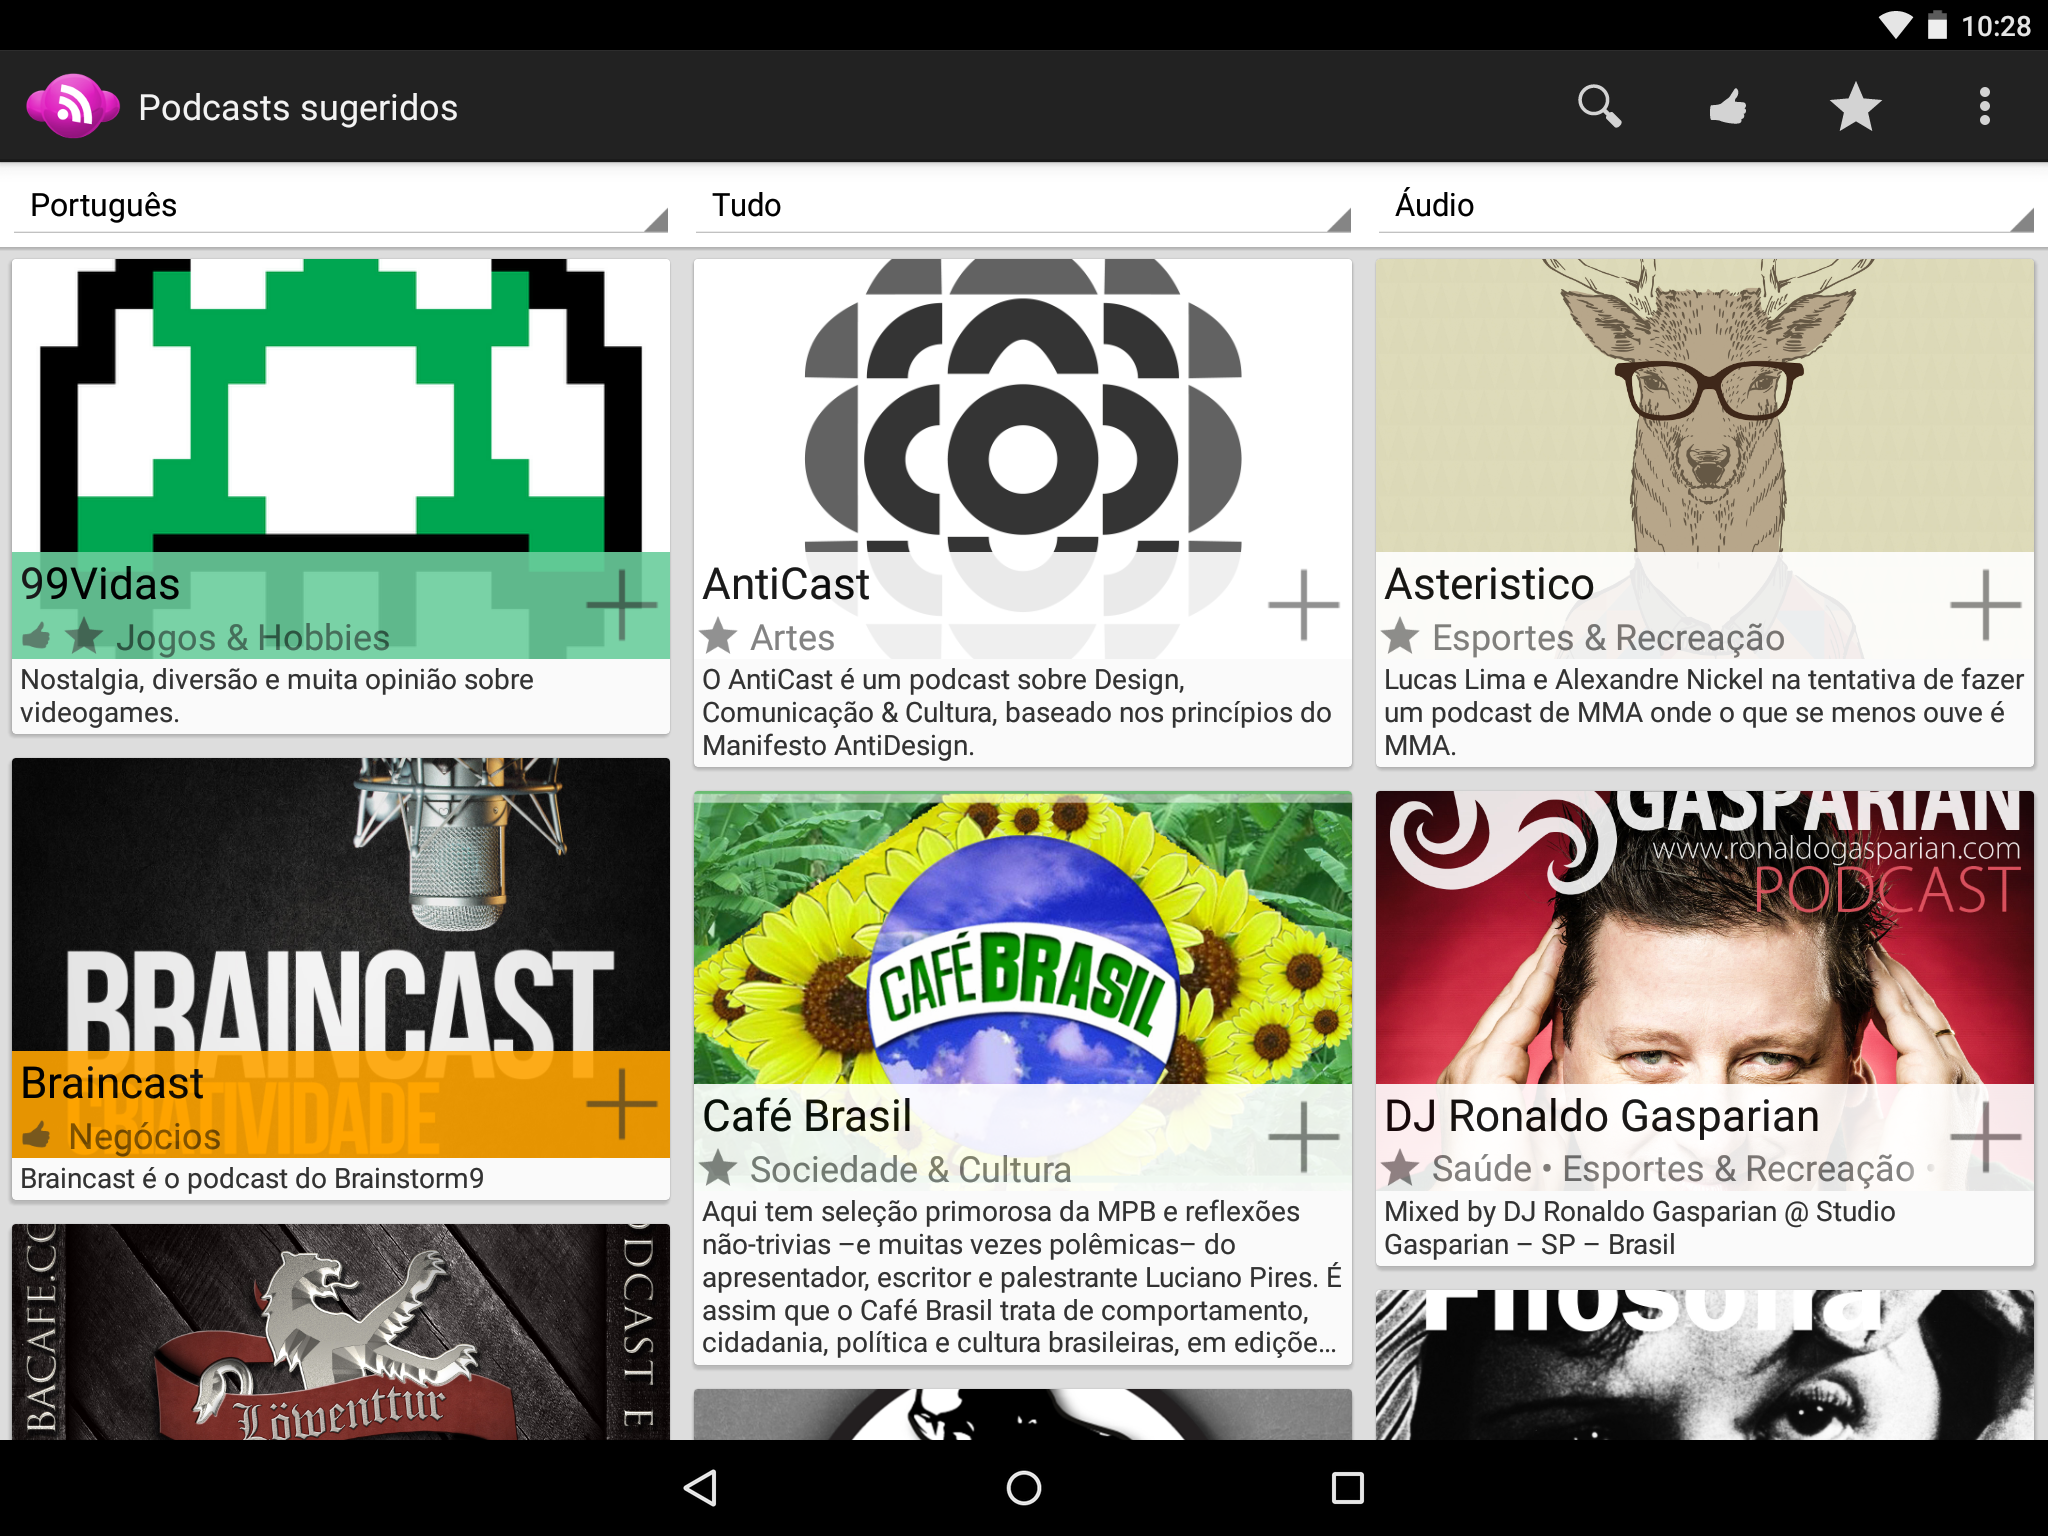 10:28
Podcasts sugeridos
Português
Tudo
Áudio
99Vidas
Jogos & Hobbies
Nostalgia, diversão e muita opinião sobre
videogames.
AntiCast
Artes
O AntiCast é um podcast sobre Design,
Comunicação & Cultura, baseado nos princípios do
Manifesto AntiDesign.
Asteristico
Esportes & Recreação
Lucas Lima e Alexandre Nickel na tentativa de fazer
um podcast de MMA onde o que se menos ouve é
MMA.
BRAINCAST
CRIATIVIDADE
Braincast
Negócios
Braincast é o podcast do Brainstorm9
CAFÉ BRASIL
Café Brasil
Sociedade & Cultura
Aqui tem seleção primorosa da MPB e reflexões
não-trivias –e muitas vezes polêmicas– do
apresentador, escritor e palestrante Luciano Pires. É
assim que o Café Brasil trata de comportamento,
cidadania, política e cultura brasileiras, em ediçõe…
GASPARIAN
www.ronaldogasparian.com
PODCAST
DJ Ronaldo Gasparian
Saúde • Esportes & Recreação •
Mixed by DJ Ronaldo Gasparian @ Studio
Gasparian – SP – Brasil
BACAFE.CO
Löwenttur
ODCAST E
Filosofia